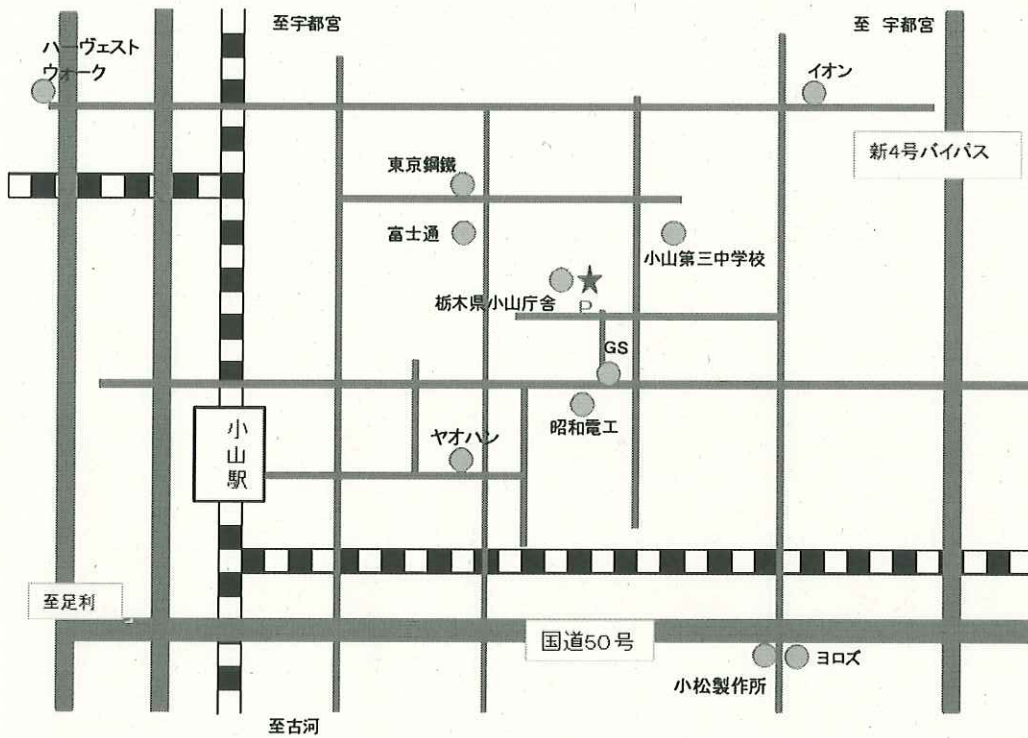 至宇都宮
至 宇都宮
ハーヴェスト
ウォーク
イオン
新4号バイパス
東京鋼鐵
富士通
小山第三中学校
栃木県小山庁舎
P
GS
昭和電工
ヤオハン
小山駅
至足利
国道50号
ヨロズ
小松製作所
至古河